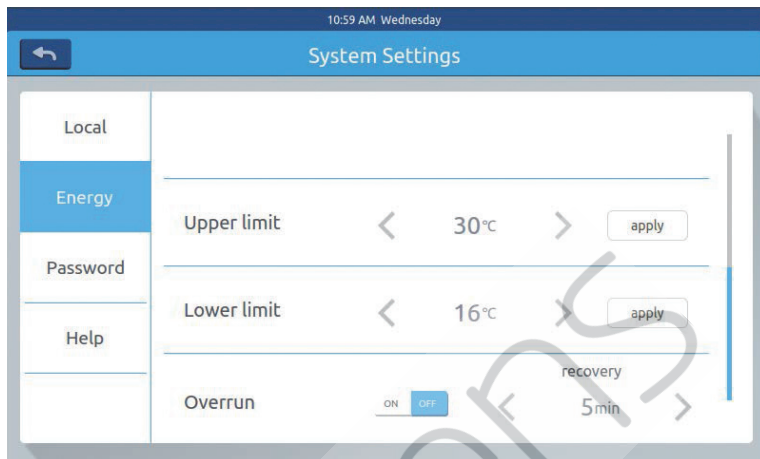 10:59 AM Wednesday
System Settings
Local
Energy
Password
Help
Upper limit
30℃
apply
Lower limit
16℃
apply
recovery
Overrun
ON OFF
5min